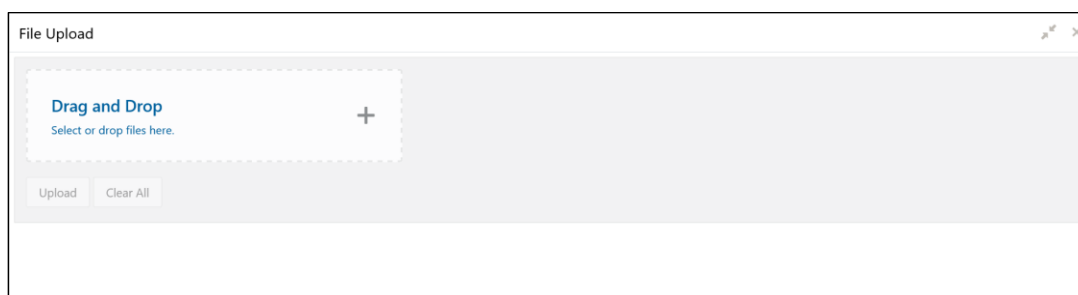 File Upload
Drag and Drop
Select or drop files here.
Upload
Clear All